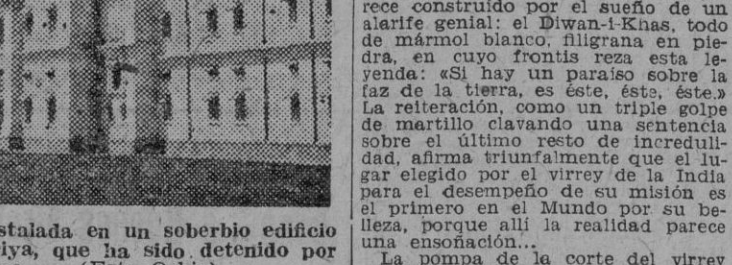 stalada en un soberbio edificio
iya, que ha sido detenido por
rece construído por el sueño de un
alarife genial: el Diwan-i-Khas, todo
de mármol blanco, filigrana en pie-
dra, en cuyo frontis reza esta le-
yenda: «Si hay un paraíso sobre la
faz de la tierra, es éste, éste, éste.»
La reiteración, como un triple golpe
de martillo clavando una sentencia
sobre el último resto de increduli-
dad, afirma triunfalmente que el lu-
gar elegido por el virrey de la India
para el desempeño de su misión es
el primero en el Mundo por su be-
lleza, porque allí la realidad parece
una ensoñación...
La pompa de la corte del virrey